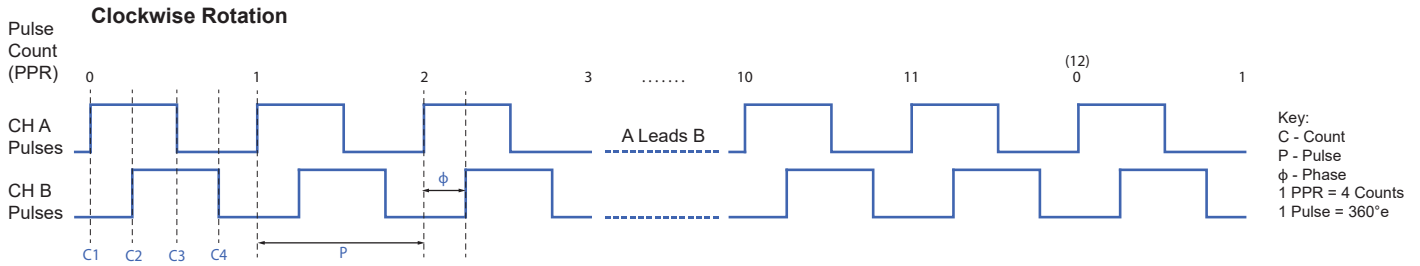 Clockwise Rotation
Pulse
Count
(PPR)
0 1 2 3 ....... 10 11 (12) 0 1
CH A
Pulses
A Leads B
CH B
Pulses
ϕ
C1 C2 C3 C4 P
Key:
C - Count
P - Pulse
ϕ - Phase
1 PPR = 4 Counts
1 Pulse = 360°e